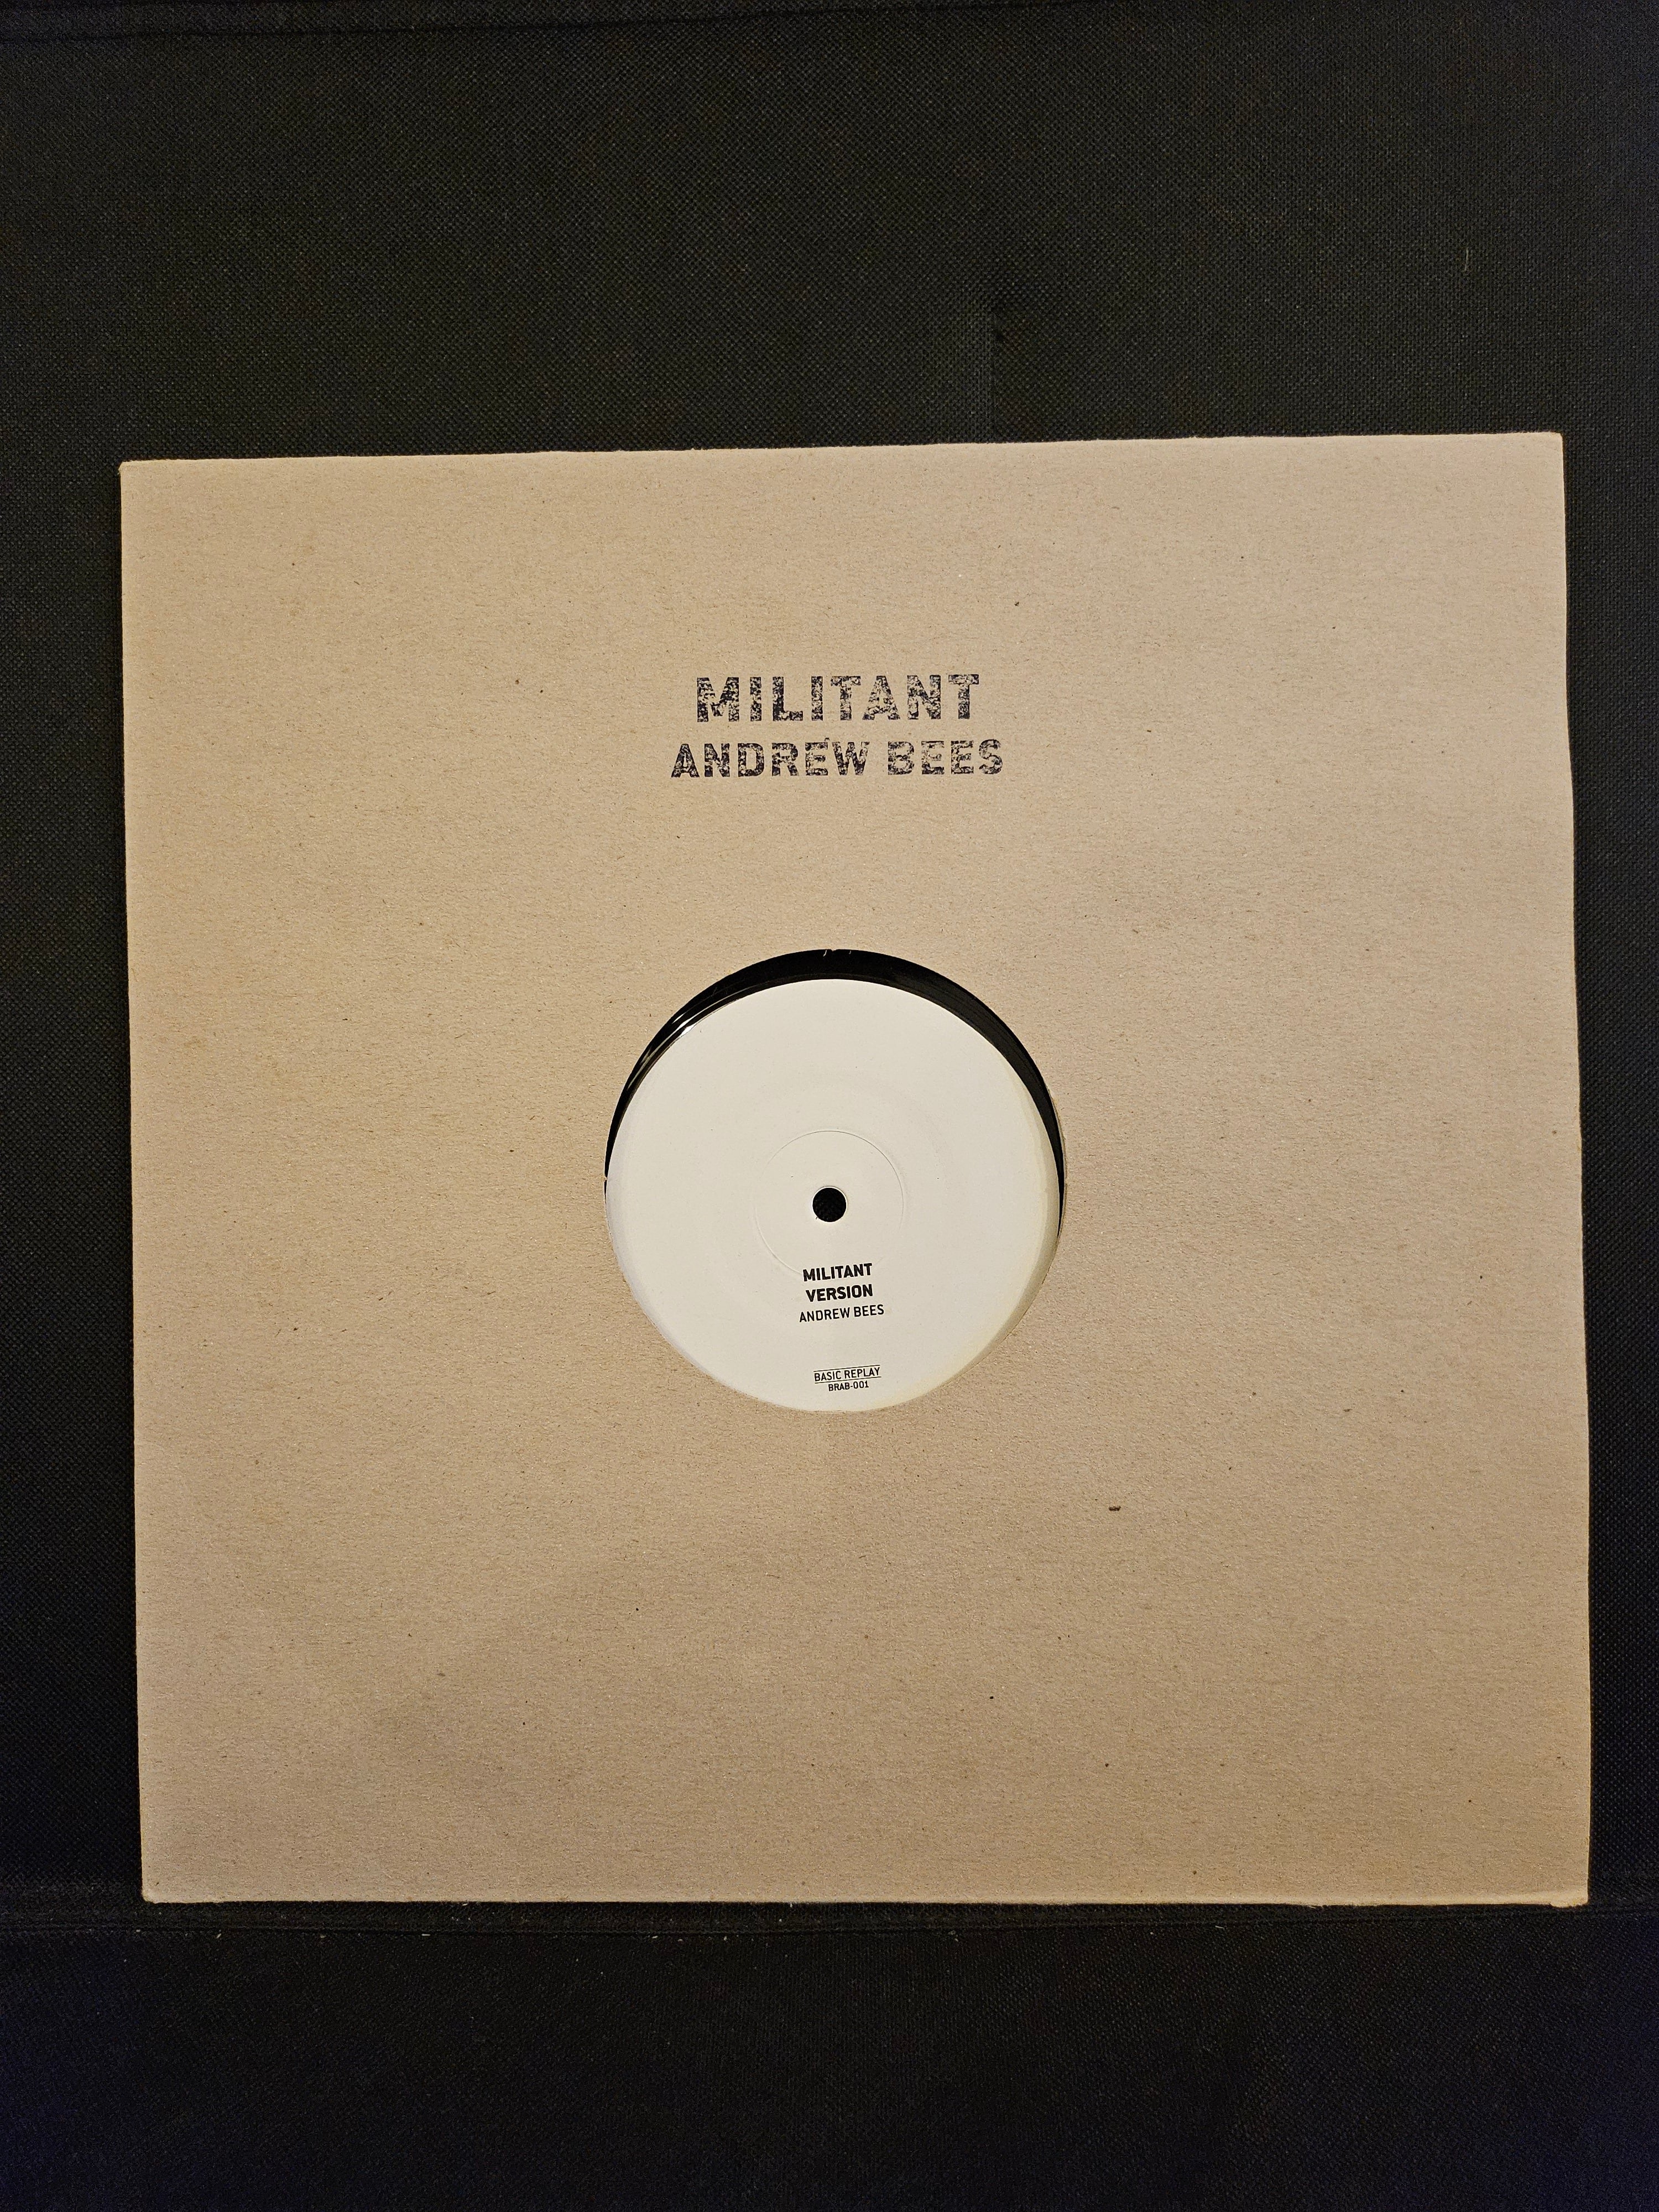 MILITANT
ANDREW BEES
MILITANT
VERSION
ANDREW BEES
BASIC REPLAY
BRAB-001